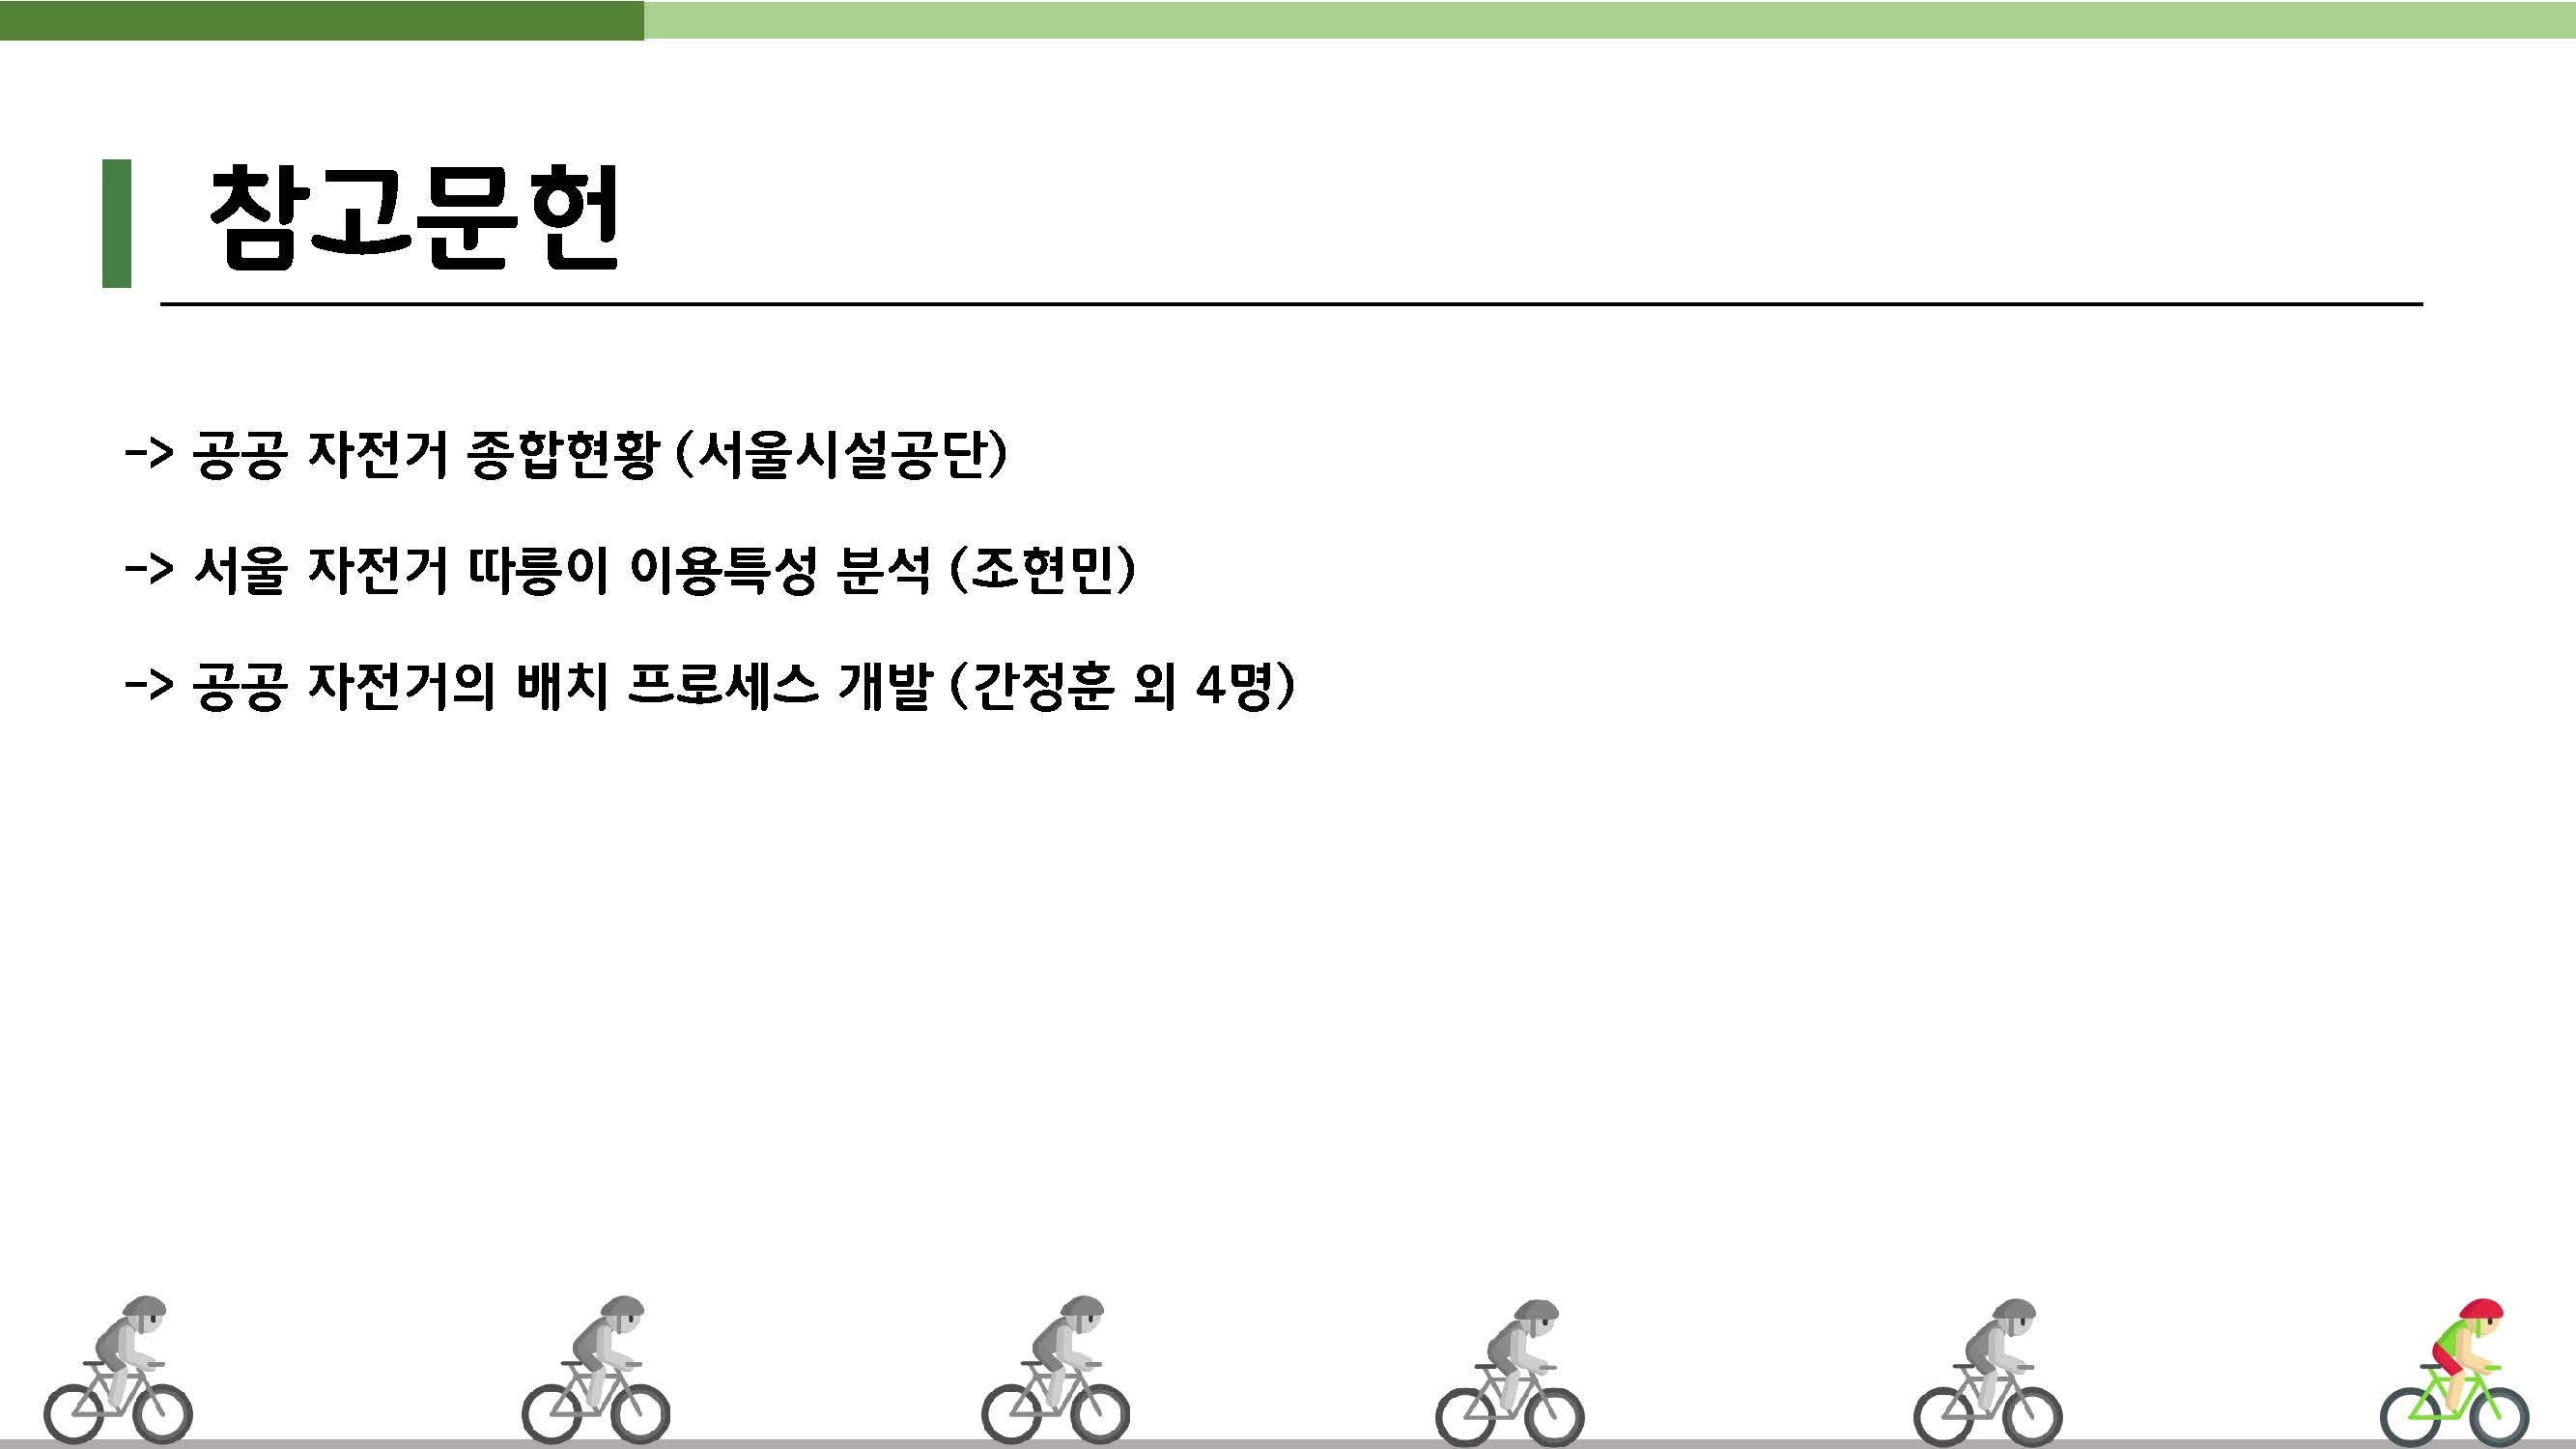 참고문헌
-> 공공 자전거 종합현황 (서울시설공단)
-> 서울 자전거 따릉이 이용특성 분석 (조현민)
-> 공공 자전거의 배치 프로세스 개발 (간정훈 외 4명)